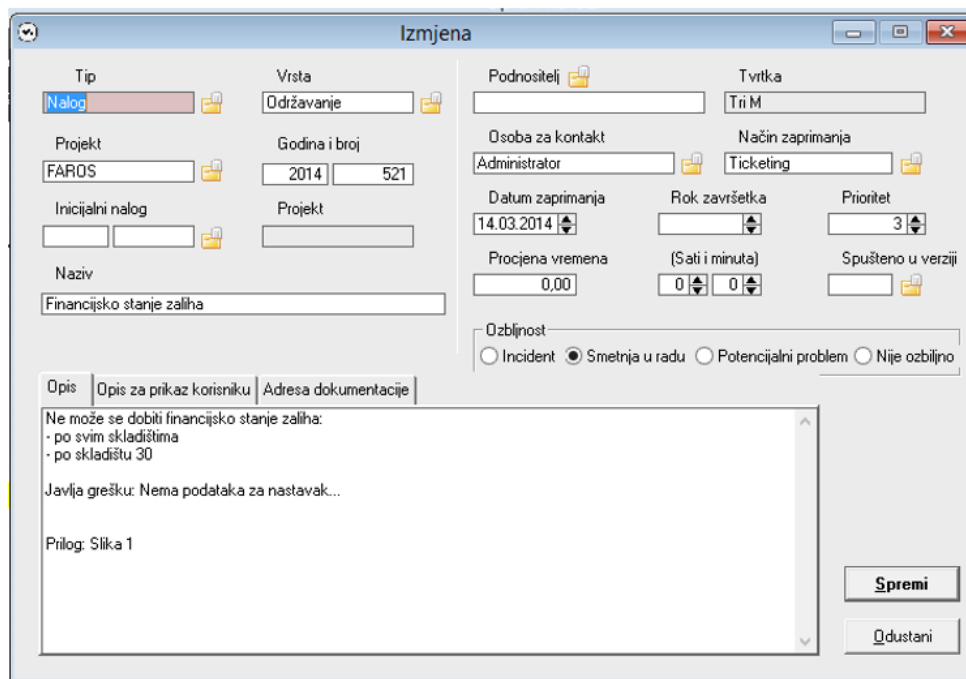 Izmjena
Tip Vrsta
Nalog Održavanje
Projekt Godina i broj
FAROS 2014 521
Inicijalni nalog Projekt
Naziv
Financijsko stanje zaliha
Podnositelj Tvrtka
Tri M
Osoba za kontakt Način zaprimanja
Administrator Ticketing
Datum zaprimanja Rok završetka Prioritet
14.03.2014 3
Procjena vremena (Sati i minuta) Spušteno u verziji
0,00 0 0
Ozbljnost
Incident Smetnja u radu Potencijalni problem Nije ozbiljno
Opis Opis za prikaz korisniku Adresa dokumentacije
Ne može se dobiti financijsko stanje zaliha:
- po svim skladištima
- po skladištu 30
Javlja grešku: Nema podataka za nastavak...
Prilog: Slika 1
Spremi
Odustani